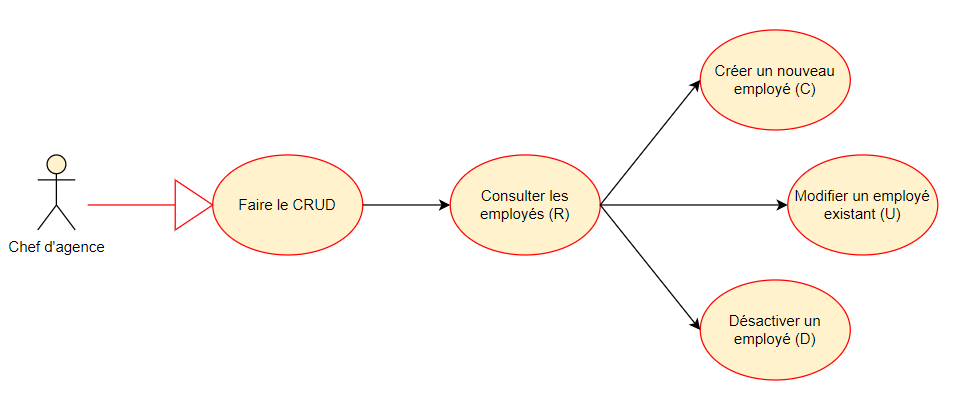 Chef d'agence
Faire le CRUD
Consulter les
employés (R)
Créer un nouveau
employé (C)
Modifier un employé
existant (U)
Désactiver un
employé (D)